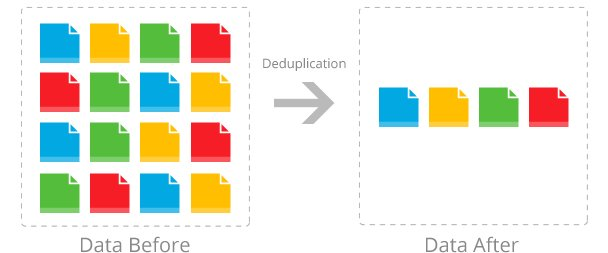 Deduplication
Data Before
Data After